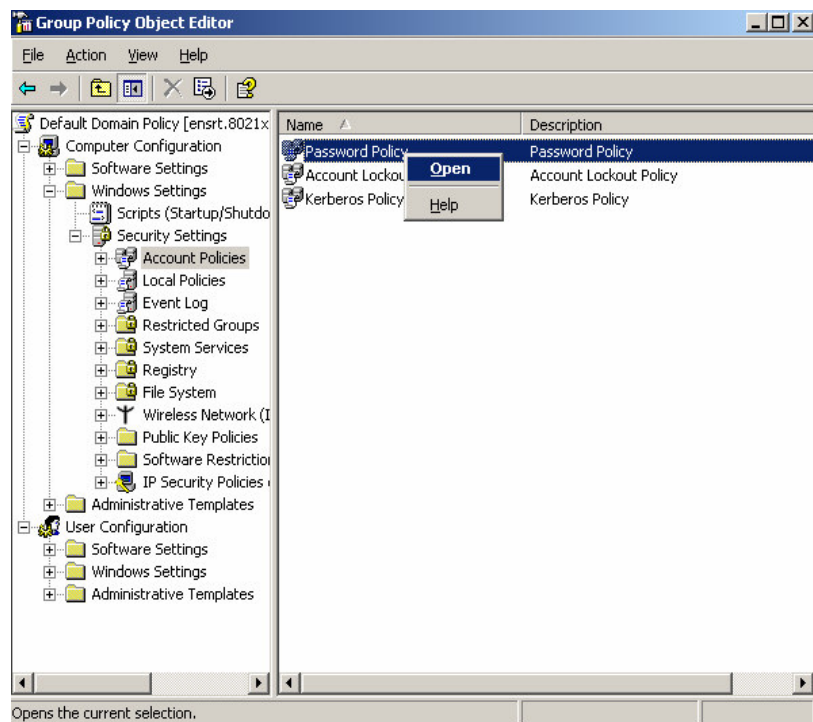 Group Policy Object Editor
File Action View Help
Default Domain Policy [ensrt.8021x
Computer Configuration
Software Settings
Windows Settings
Scripts (Startup/Shutdo
Security Settings
Account Policies
Local Policies
Event Log
Restricted Groups
System Services
Registry
File System
Wireless Network (I
Public Key Policies
Software Restriction
IP Security Policies
Administrative Templates
User Configuration
Software Settings
Windows Settings
Administrative Templates
Name Description
Password Policy Password Policy
Account Lockou Account Lockout Policy
Kerberos Policy Kerberos Policy
Open
Help
Opens the current selection.